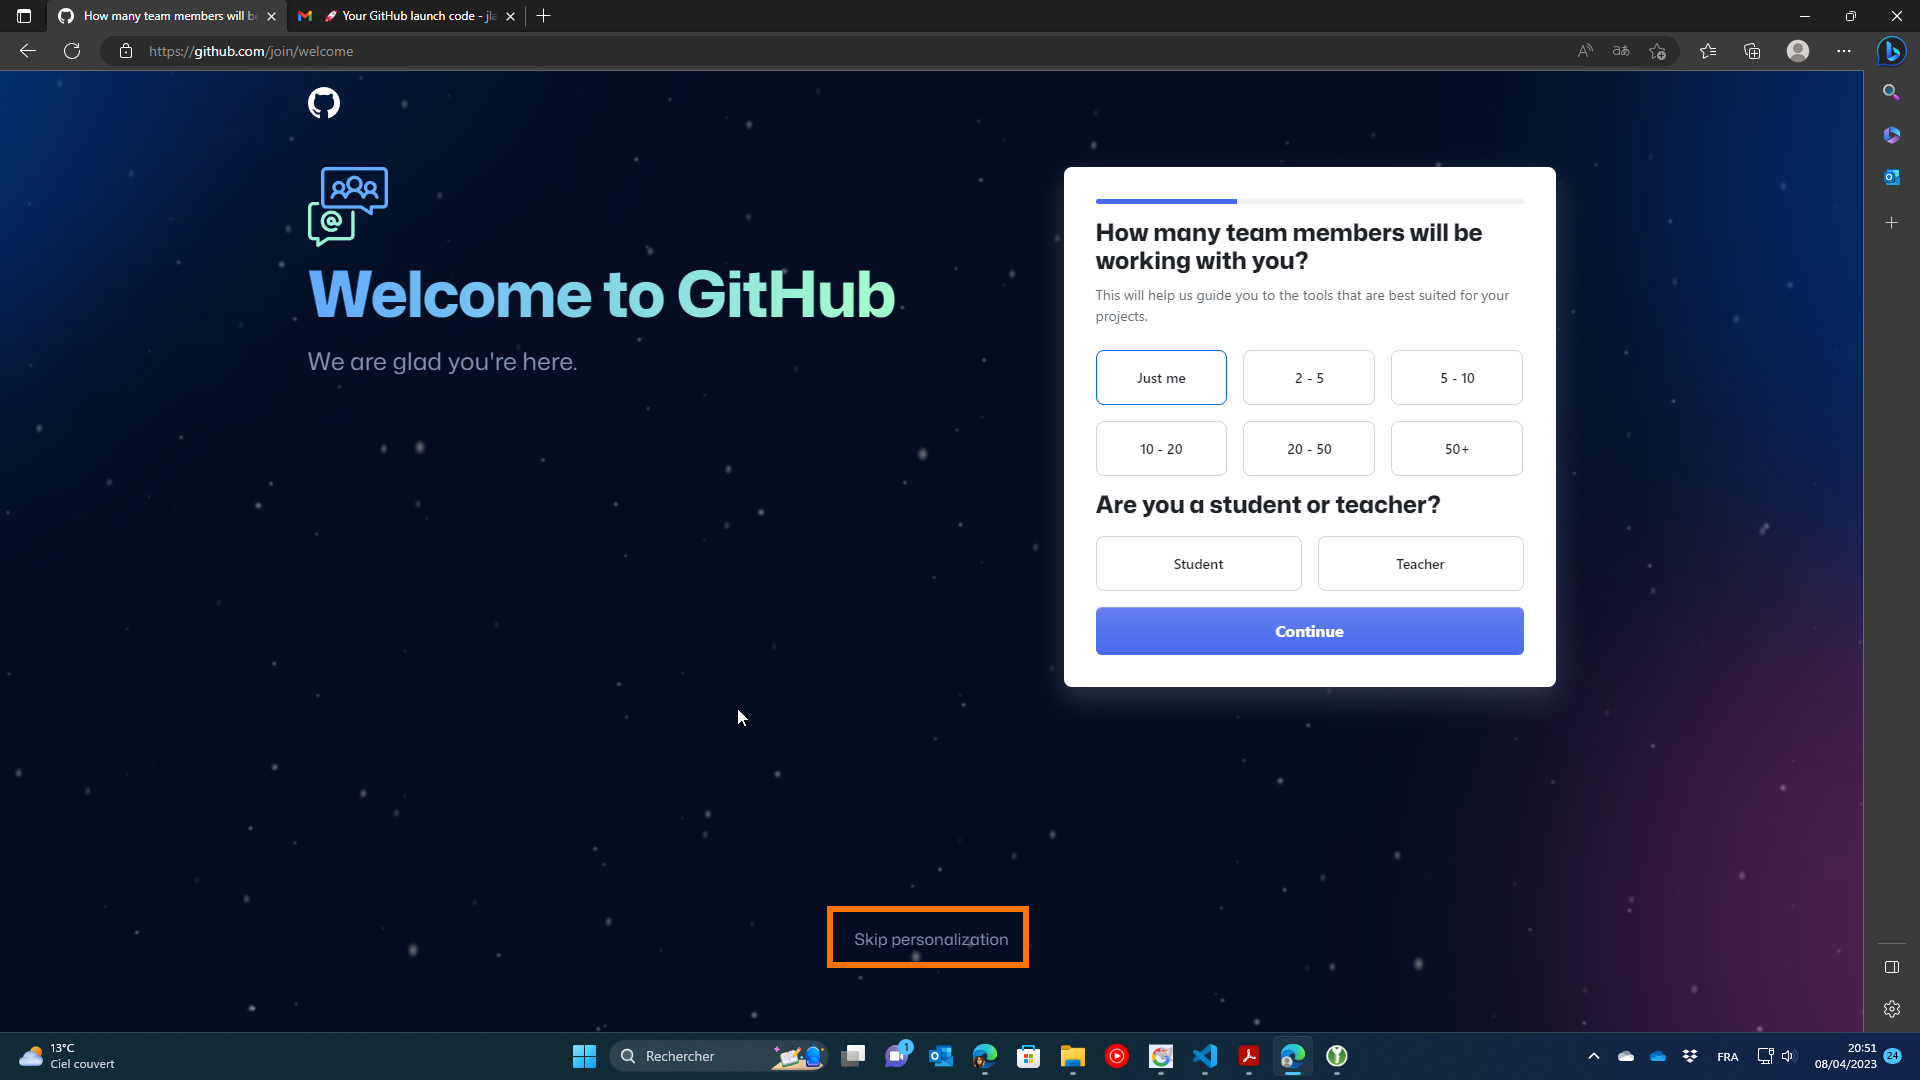 How many team members will be
🚀 Your GitHub launch code - jla
https://github.com/join/welcome
Welcome to GitHub
We are glad you're here.
How many team members will be
working with you?
This will help us guide you to the tools that are best suited for your
projects.
Just me
2 - 5
5 - 10
10 - 20
20 - 50
50+
Are you a student or teacher?
Student
Teacher
Continue
Skip personalization
13°C
Ciel couvert
Rechercher
1
FRA
20:51
08/04/2023
24